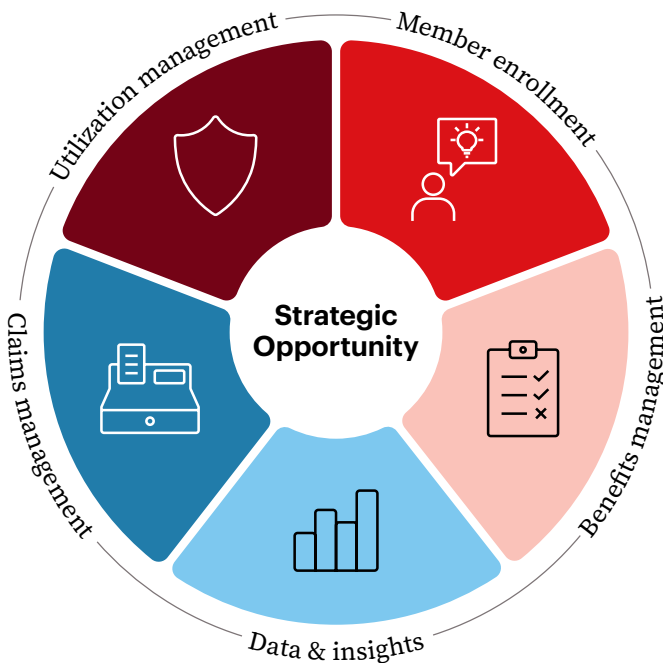 Utilization management
Member enrollment
Strategic
Opportunity
Claims management
Benefits management
Data & insights